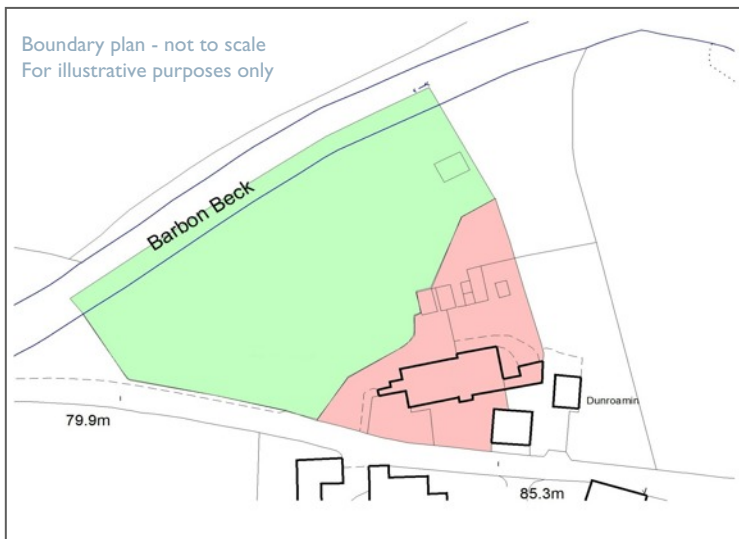 Boundary plan - not to scale
For illustrative purposes only
Barbon Beck
79.9m
Dunroamin
85.3m